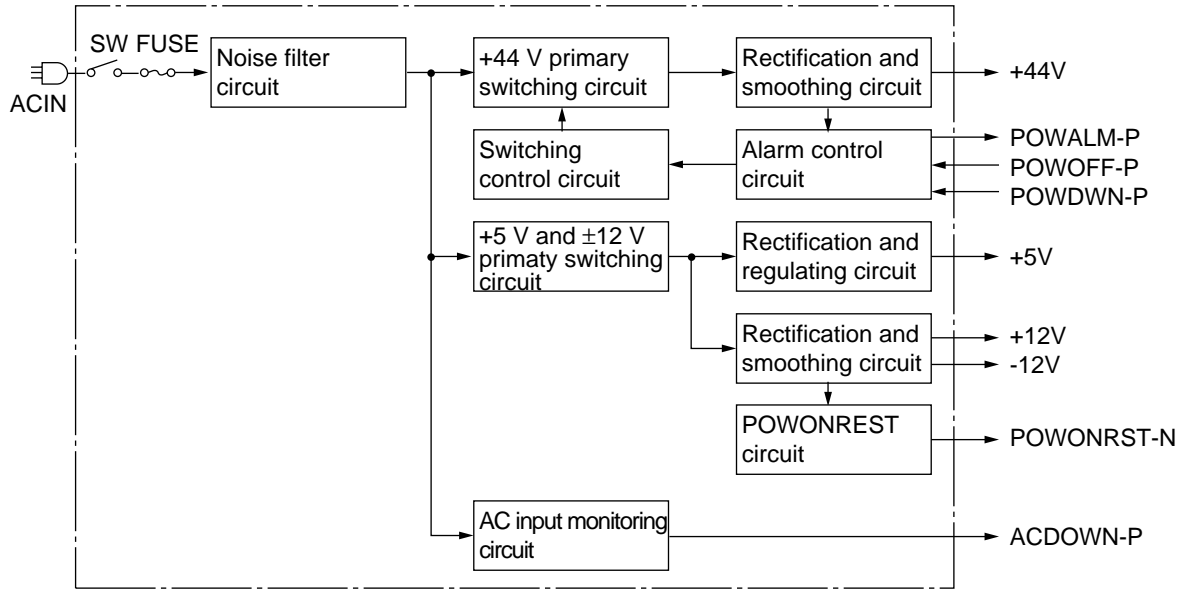 SW FUSE
ACIN
Noise filter
circuit
+44 V primary
switching circuit
Rectification and
smoothing circuit
+44V
Switching
control circuit
Alarm control
circuit
POWALM-P
POWOFF-P
POWDWN-P
+5 V and ±12 V
primaty switching
circuit
Rectification and
regulating circuit
+5V
Rectification and
smoothing circuit
+12V
-12V
POWONREST
circuit
POWONRST-N
AC input monitoring
circuit
ACDOWN-P